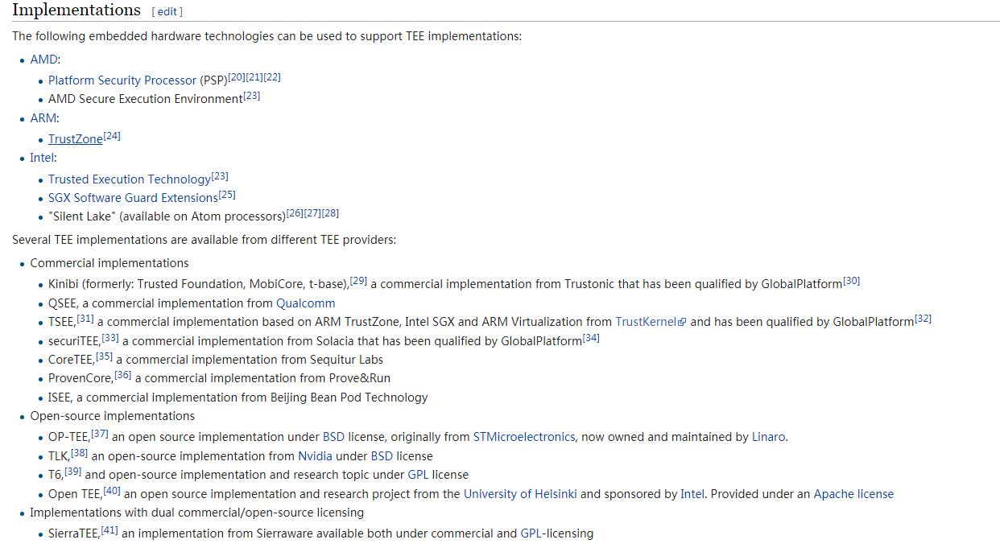 Implementations [ edit ]
The following embedded hardware technologies can be used to support TEE implementations:
AMD:
Platform Security Processor (PSP)[20][21][22]
AMD Secure Execution Environment[23]
ARM:
TrustZone[24]
Intel:
Trusted Execution Technology[23]
SGX Software Guard Extensions[25]
"Silent Lake" (available on Atom processors)[26][27][28]
Several TEE implementations are available from different TEE providers:
Commercial implementations
Kinibi (formerly: Trusted Foundation, MobiCore, t-base),[29] a commercial implementation from Trustonic that has been qualified by GlobalPlatform[30]
QSEE, a commercial implementation from Qualcomm
TSEE,[31] a commercial implementation based on ARM TrustZone, Intel SGX and ARM Virtualization from TrustKernel and has been qualified by GlobalPlatform[32]
securiTEE,[33] a commercial implementation from Solacia that has been qualified by GlobalPlatform[34]
CoreTEE,[35] a commercial implementation from Sequitur Labs
ProvenCore,[36] a commercial implementation from Prove&Run
ISEE, a commercial implementation from Beijing Bean Pod Technology
Open-source implementations
OP-TEE,[37] an open source implementation under BSD license, originally from STMicroelectronics, now owned and maintained by Linaro.
TLK,[38] an open-source implementation from Nvidia under BSD license
T6,[39] and open-source implementation and research topic under GPL license
Open TEE,[40] an open source implementation and research project from the University of Helsinki and sponsored by Intel. Provided under an Apache license
Implementations with dual commercial/open-source licensing
SierraTEE,[41] an implementation from Sierraware available both under commercial and GPL-licensing